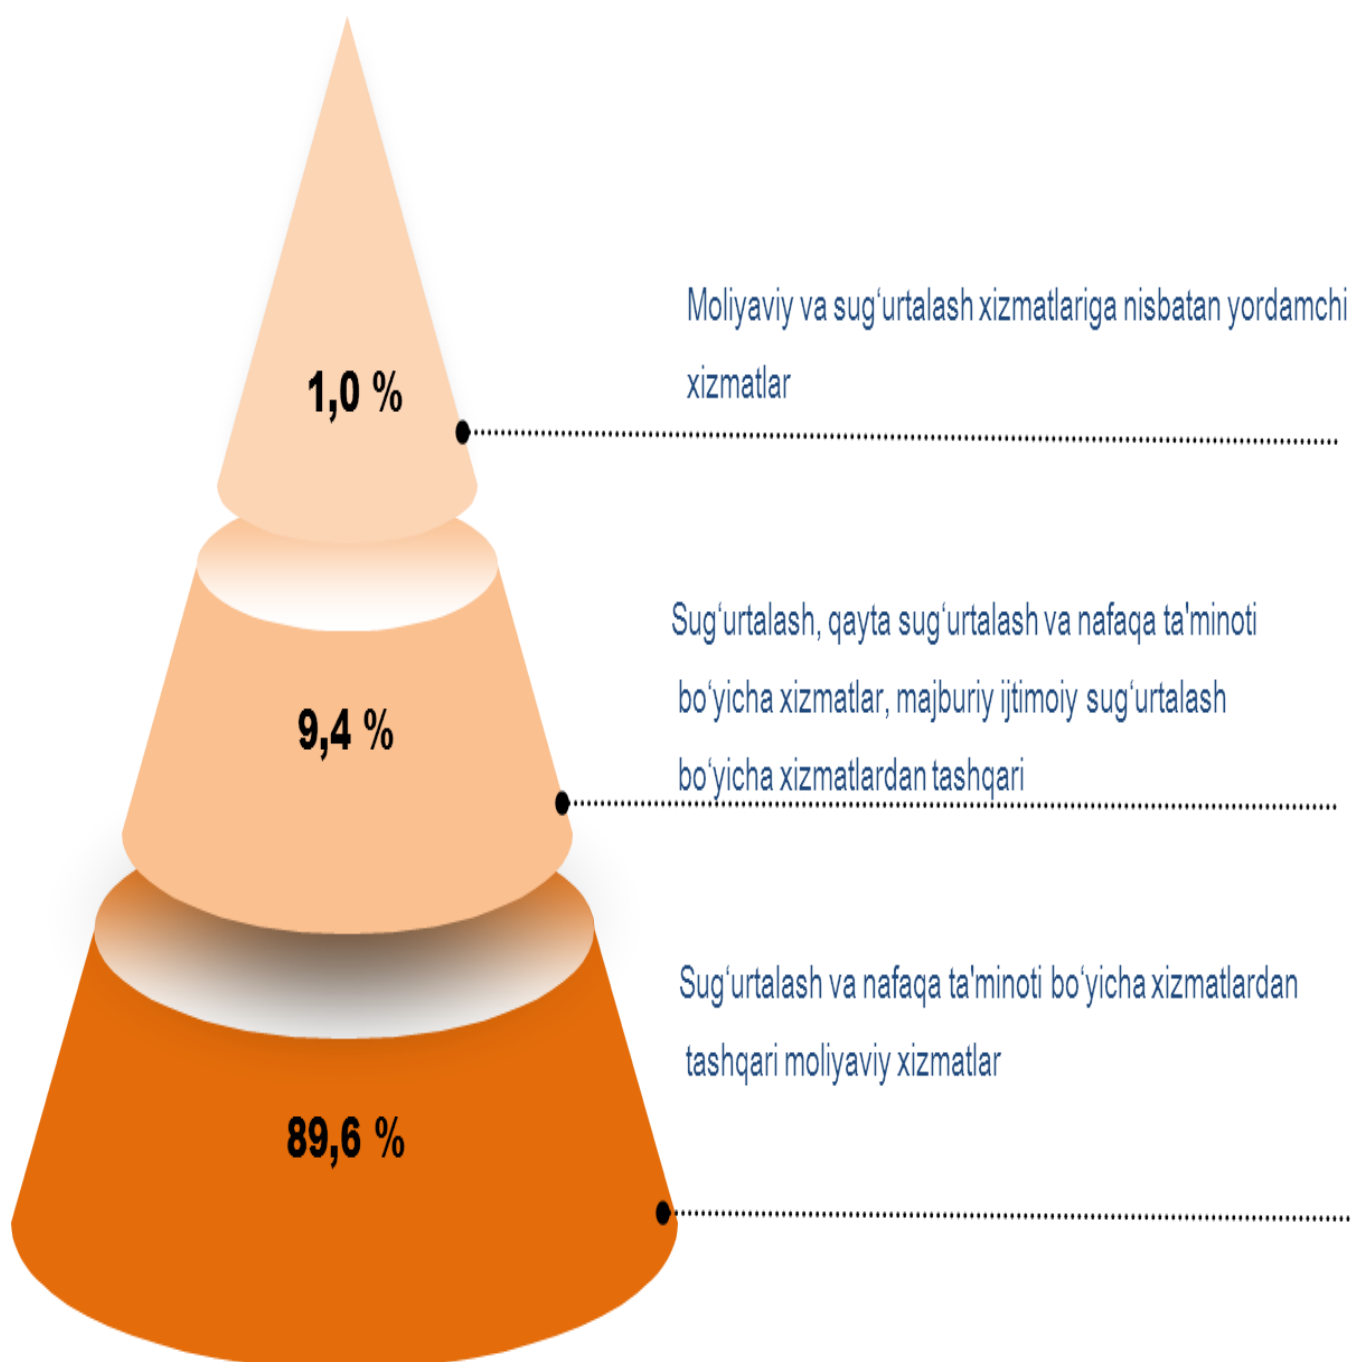 Moliyaviy va sug‘urtalash xizmatlariga nisbatan yordamchi
xizmatlar
1,0 %
Sug‘urtalash, qayta sug‘urtalash va nafaqa ta'minoti
bo‘yicha xizmatlar, majburiy ijtimoiy sug‘urtalash
bo‘yicha xizmatlardan tashqari
9,4 %
Sug‘urtalash va nafaqa ta'minoti bo‘yicha xizmatlardan
tashqari moliyaviy xizmatlar
89,6 %